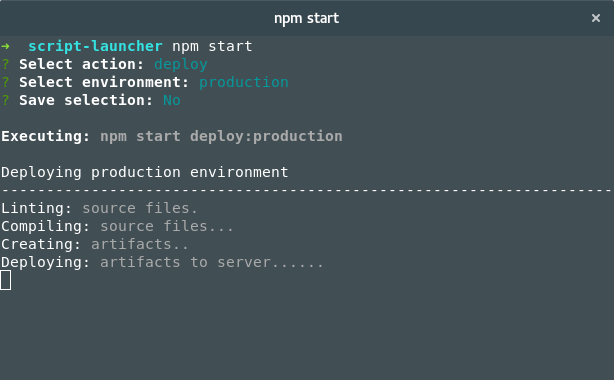 npm start
×
➜ script-launcher npm start
? Select action: deploy
? Select environment: production
? Save selection: No
Executing: npm start deploy:production
Deploying production environment
--------------------------------------------------------------------
Linting: source files.
Compiling: source files...
Creating: artifacts..
Deploying: artifacts to server......